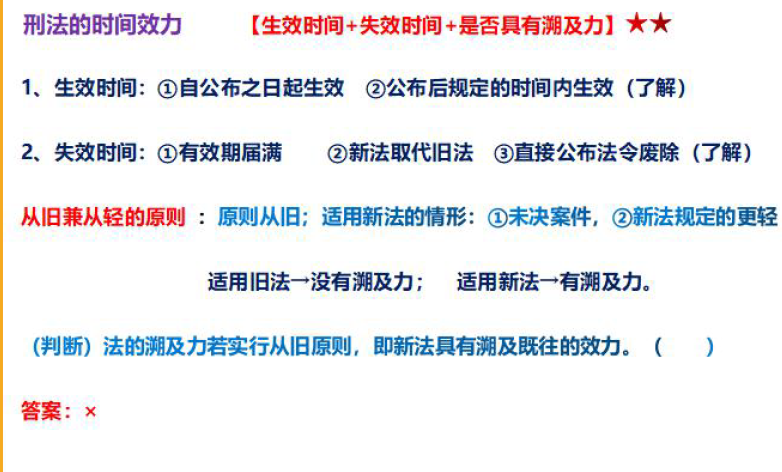 刑法的时间效力 【生效时间+失效时间+是否具有溯及力】★★
1、生效时间：①自公布之日起生效 ②公布后规定的时间内生效（了解）
2、失效时间：①有效期届满 ②新法取代旧法 ③直接公布法令废除（了解）
从旧兼从轻的原则 ：原则从旧；适用新法的情形：①未决案件，②新法规定的更轻
适用旧法→没有溯及力； 适用新法→有溯及力。
（判断）法的溯及力若实行从旧原则，即新法具有溯及既往的效力。（ ）
答案：×